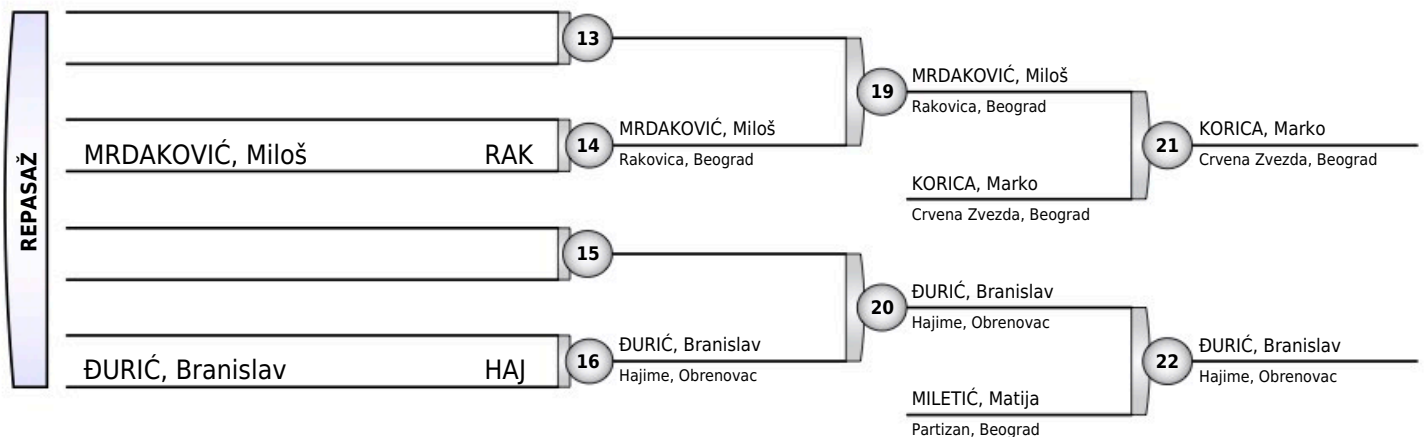 REPASAŽ
13
MRDAKOVIĆ, Miloš RAK
14
MRDAKOVIĆ, Miloš
Rakovica, Beograd
19
MRDAKOVIĆ, Miloš
Rakovica, Beograd
KORICA, Marko
Crvena Zvezda, Beograd
21
KORICA, Marko
Crvena Zvezda, Beograd
15
ĐURIĆ, Branislav HAJ
16
ĐURIĆ, Branislav
Hajime, Obrenovac
20
ĐURIĆ, Branislav
Hajime, Obrenovac
MILETIĆ, Matija
Partizan, Beograd
22
ĐURIĆ, Branislav
Hajime, Obrenovac